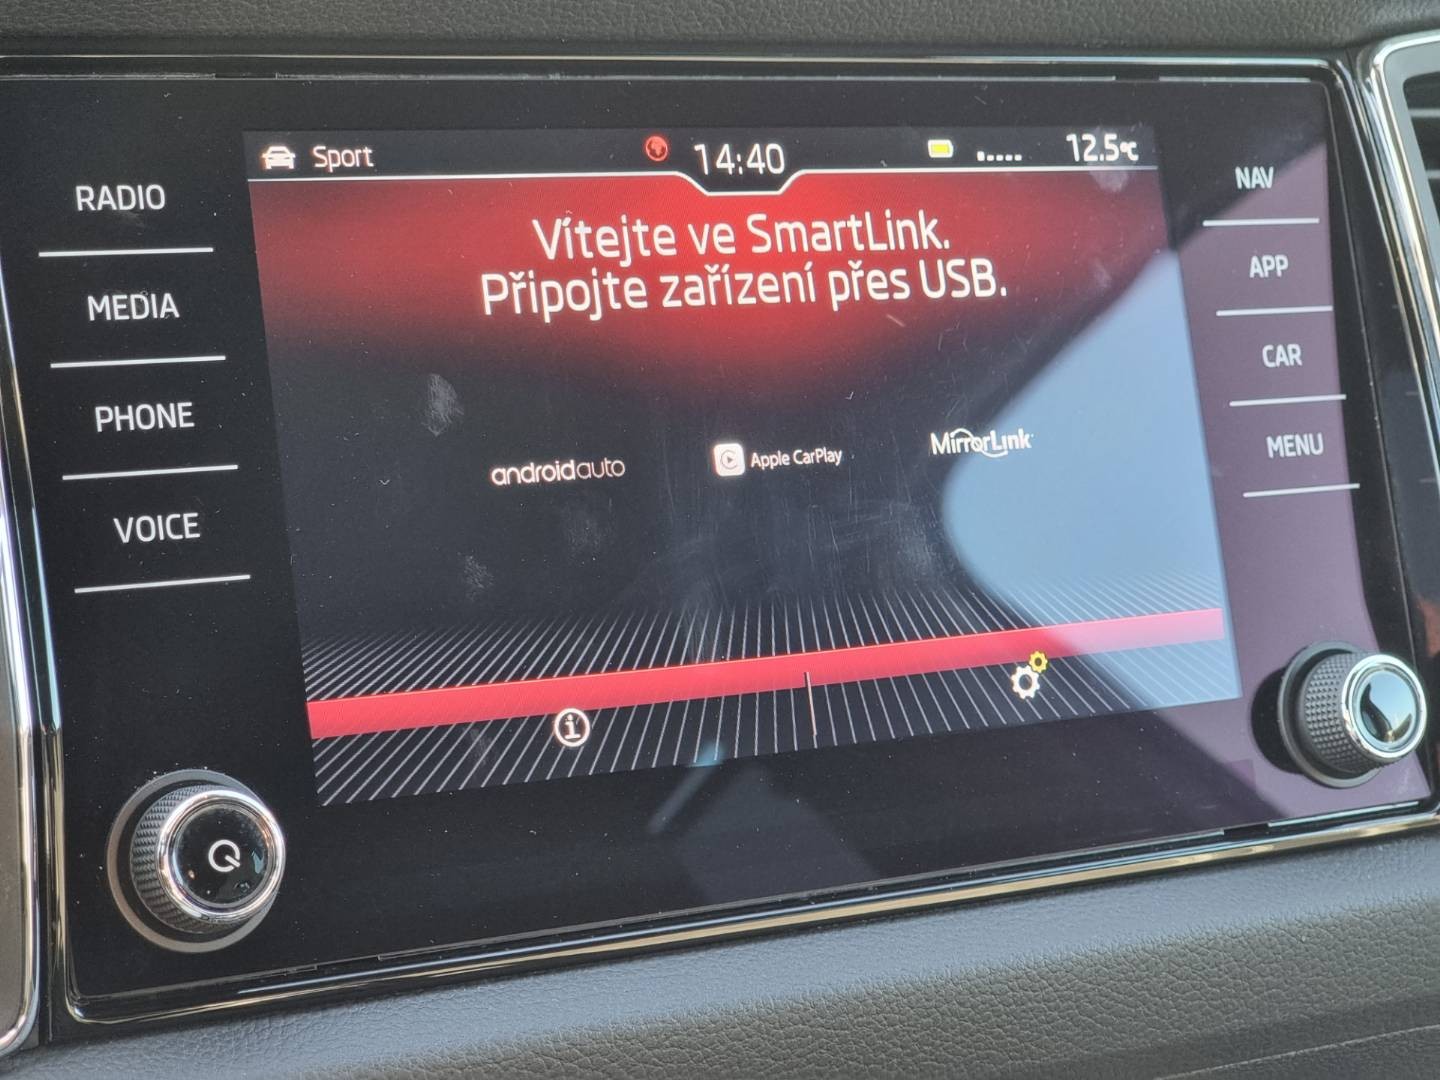 Sport
14:40
12.5°C
RADIO
MEDIA
PHONE
VOICE
Vítejte ve SmartLink.
Připojte zařízení přes USB.
androidauto
Apple CarPlay
MirrorLink
NAV
APP
CAR
MENU